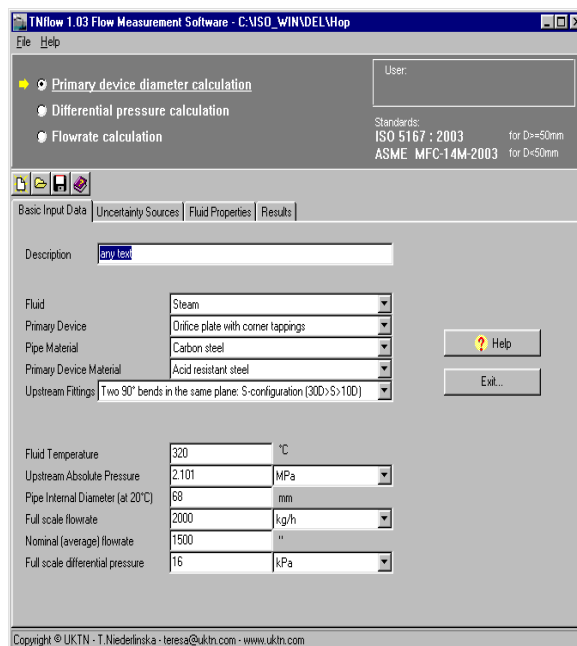 TNflow 1.03 Flow Measurement Software - C:\ISO_WIN\DEL\Hop
File Help
Primary device diameter calculation
Differential pressure calculation
Flowrate calculation
User:
Standards:
ISO 5167 : 2003 for D>=50mm
ASME MFC-14M-2003 for D<50mm
Basic Input Data Uncertainty Sources Fluid Properties Results
Description any text
Fluid Steam
Primary Device Orifice plate with corner tappings
Pipe Material Carbon steel
Primary Device Material Acid resistant steel
Upstream Fittings Two 90° bends in the same plane: S-configuration (30D>S>10D)
Help
Exit...
Fluid Temperature 320 °C
Upstream Absolute Pressure 2.101 MPa
Pipe Internal Diameter (at 20°C) 68 mm
Full scale flowrate 2000 kg/h
Nominal (average) flowrate 1500 "
Full scale differential pressure 16 kPa
Copyright © UKTN - T.Niederlinska - teresa@uktn.com - www.uktn.com